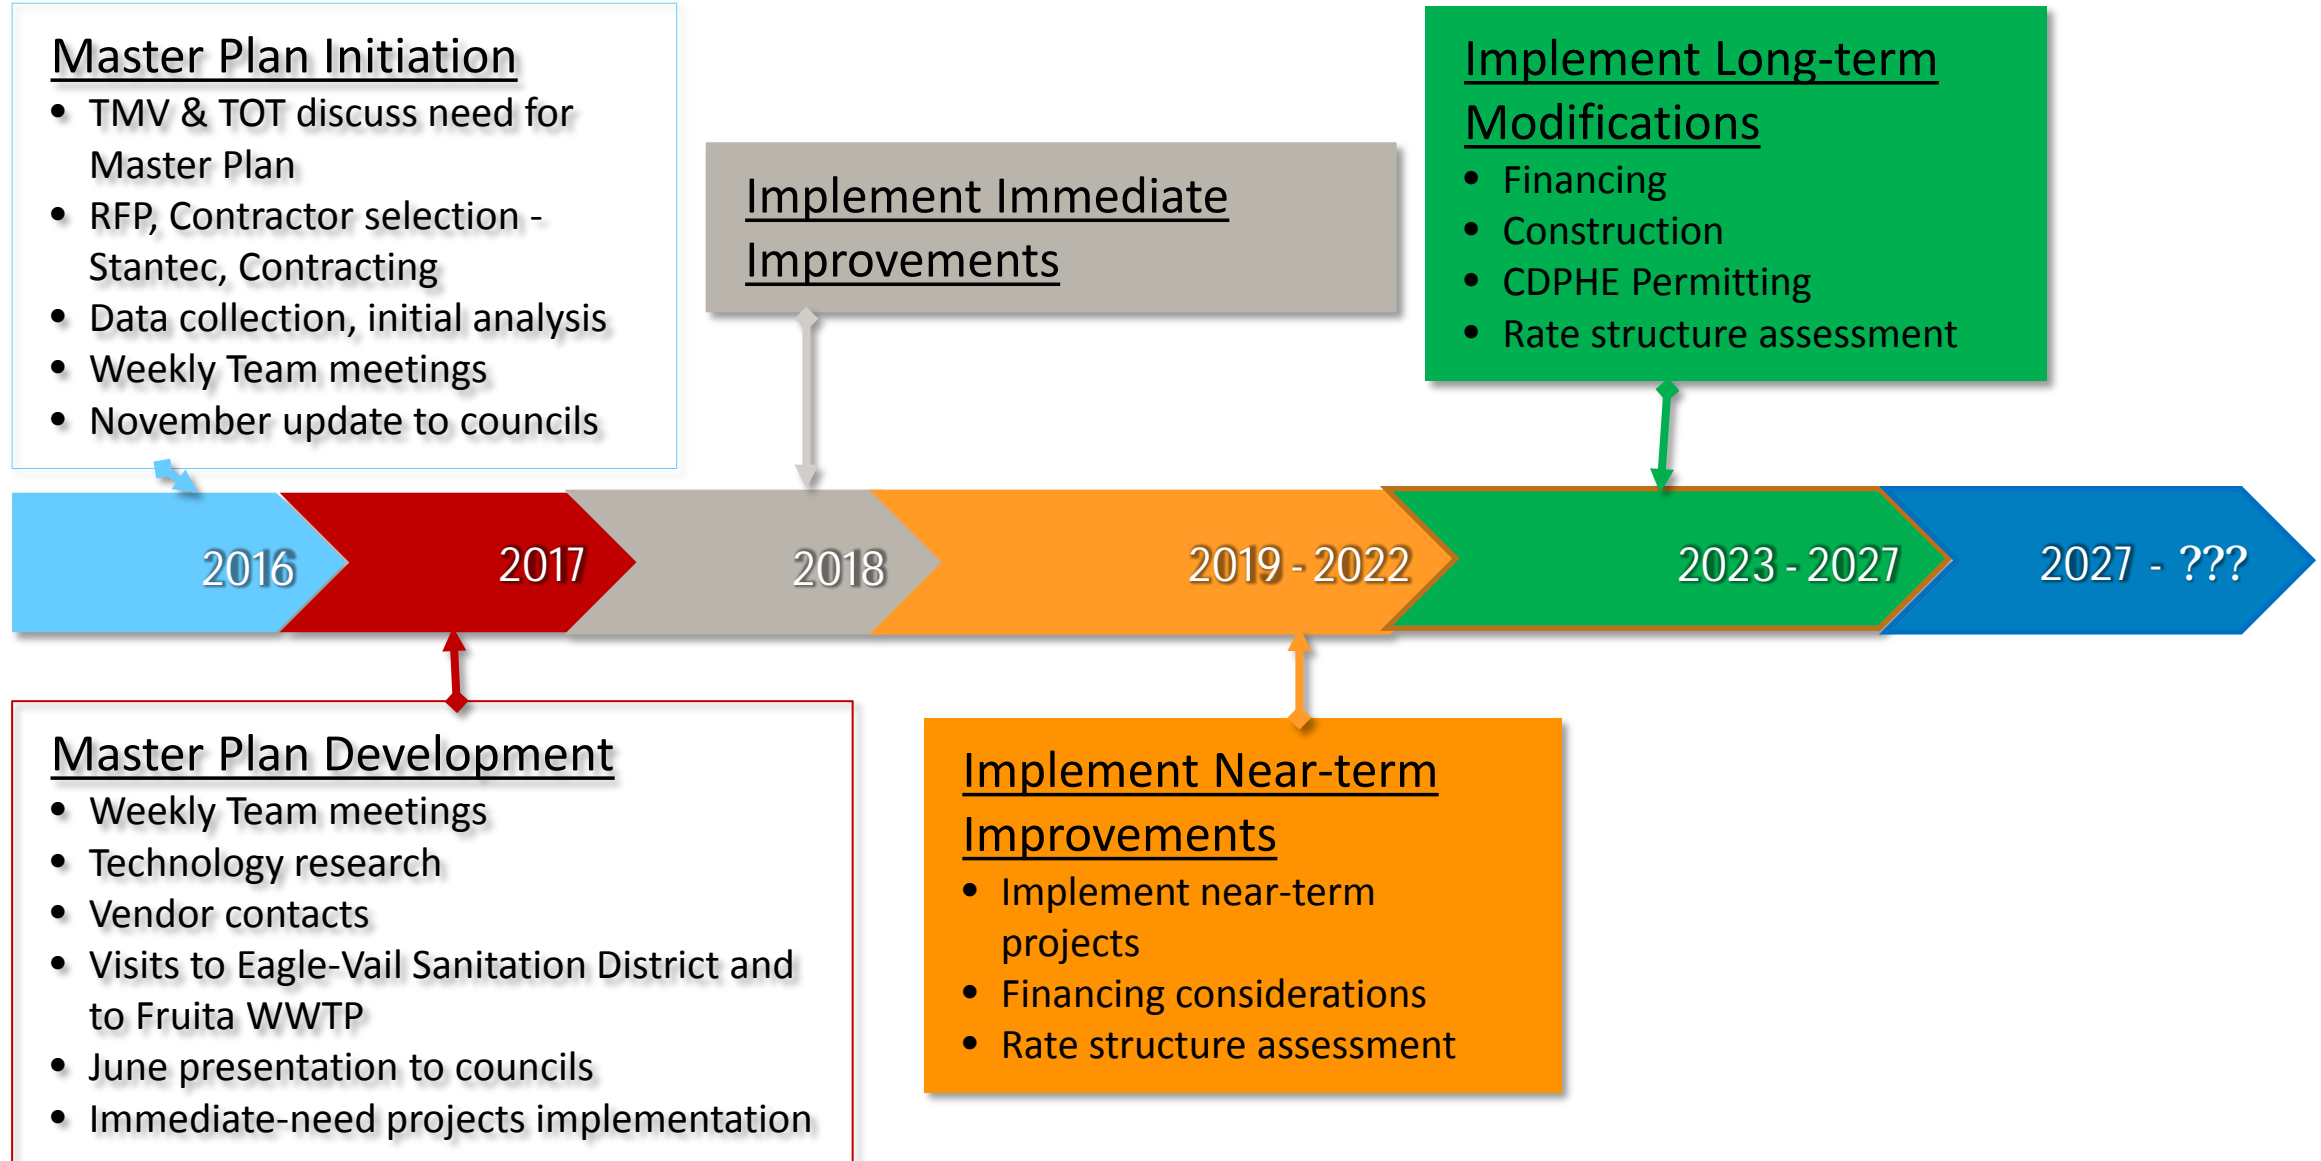 Master Plan Initiation
• TMV & TOT discuss need for
Master Plan
• RFP, Contractor selection -
Stantec, Contracting
• Data collection, initial analysis
• Weekly Team meetings
• November update to councils
Implement Immediate
Improvements
Implement Long-term
Modifications
• Financing
• Construction
• CDPHE Permitting
• Rate structure assessment
2016
2017
2018
2019 - 2022
2023 - 2027
2027 - ???
Master Plan Development
• Weekly Team meetings
• Technology research
• Vendor contacts
• Visits to Eagle-Vail Sanitation District and
to Fruita WWTP
• June presentation to councils
• Immediate-need projects implementation
Implement Near-term
Improvements
• Implement near-term
projects
• Financing considerations
• Rate structure assessment